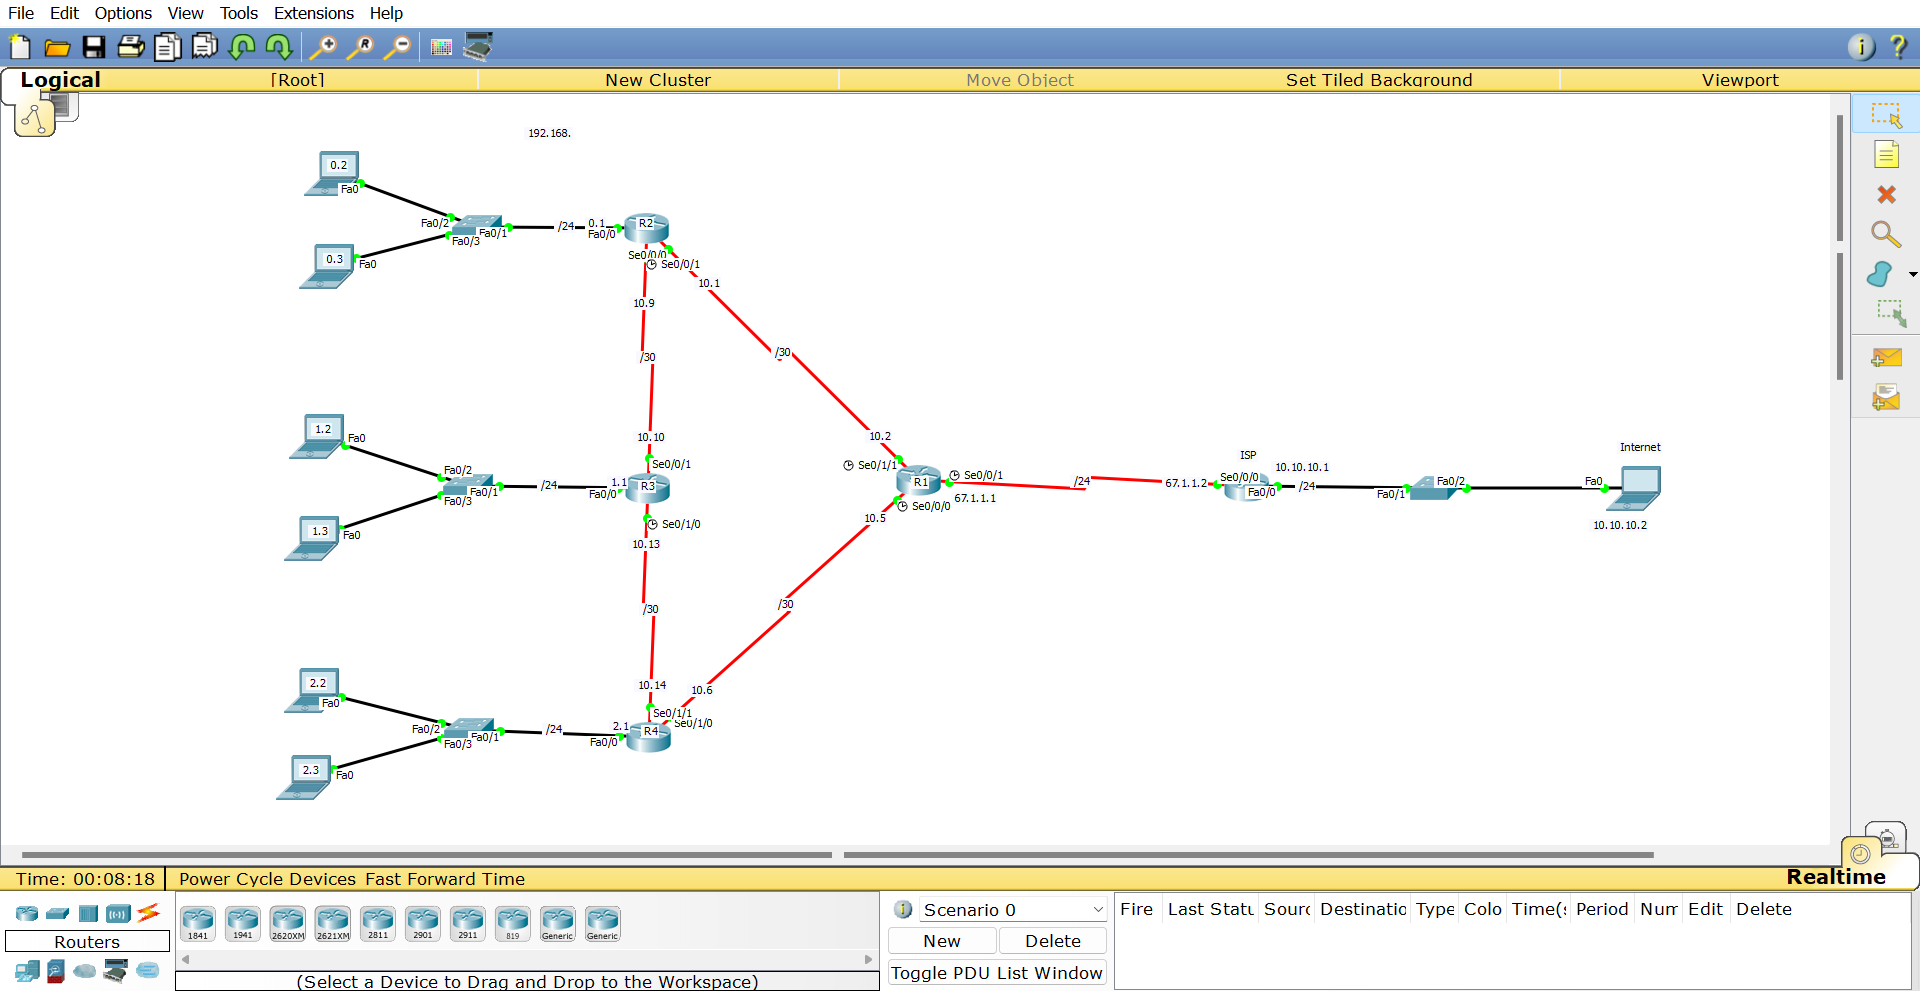 File Edit Options View Tools Extensions Help
Logical [Root] New Cluster Move Object Set Tiled Background Viewport
192.168.
0.2
Fa0
Fa0/2
Fa0/1
Fa0/3
/24
0.1
Fa0/0
R2
0.3
Fa0
Se0/0/0
Se0/0/1
10.1
10.9
/30
/30
10.10
Se0/0/1
1.2
Fa0
Fa0/2
Fa0/1
Fa0/3
/24
1.1
Fa0/0
R3
1.3
Fa0
Se0/1/0
10.13
/30
10.2
Se0/1/1
R1
Se0/0/1
67.1.1.1
Se0/0/0
10.5
/30
/24
67.1.1.2
ISP
Se0/0/0
Fa0/0
10.10.10.1
/24
Fa0/1
Fa0/2
Internet
Fa0
10.10.10.2
2.2
Fa0
Fa0/2
Fa0/1
Fa0/3
/24
2.1
Fa0/0
R4
10.14
10.6
Se0/1/1
Se0/1/0
2.3
Fa0
Time: 00:08:18 Power Cycle Devices Fast Forward Time Realtime
Routers
1841 1941 2620XM 2621XM 2811 2901 2911 819 Generic Generic
(Select a Device to Drag and Drop to the Workspace)
Scenario 0
New Delete
Toggle PDU List Window
Fire Last Statu Sourc Destinatio Type Colo Time(s Period Num Edit Delete